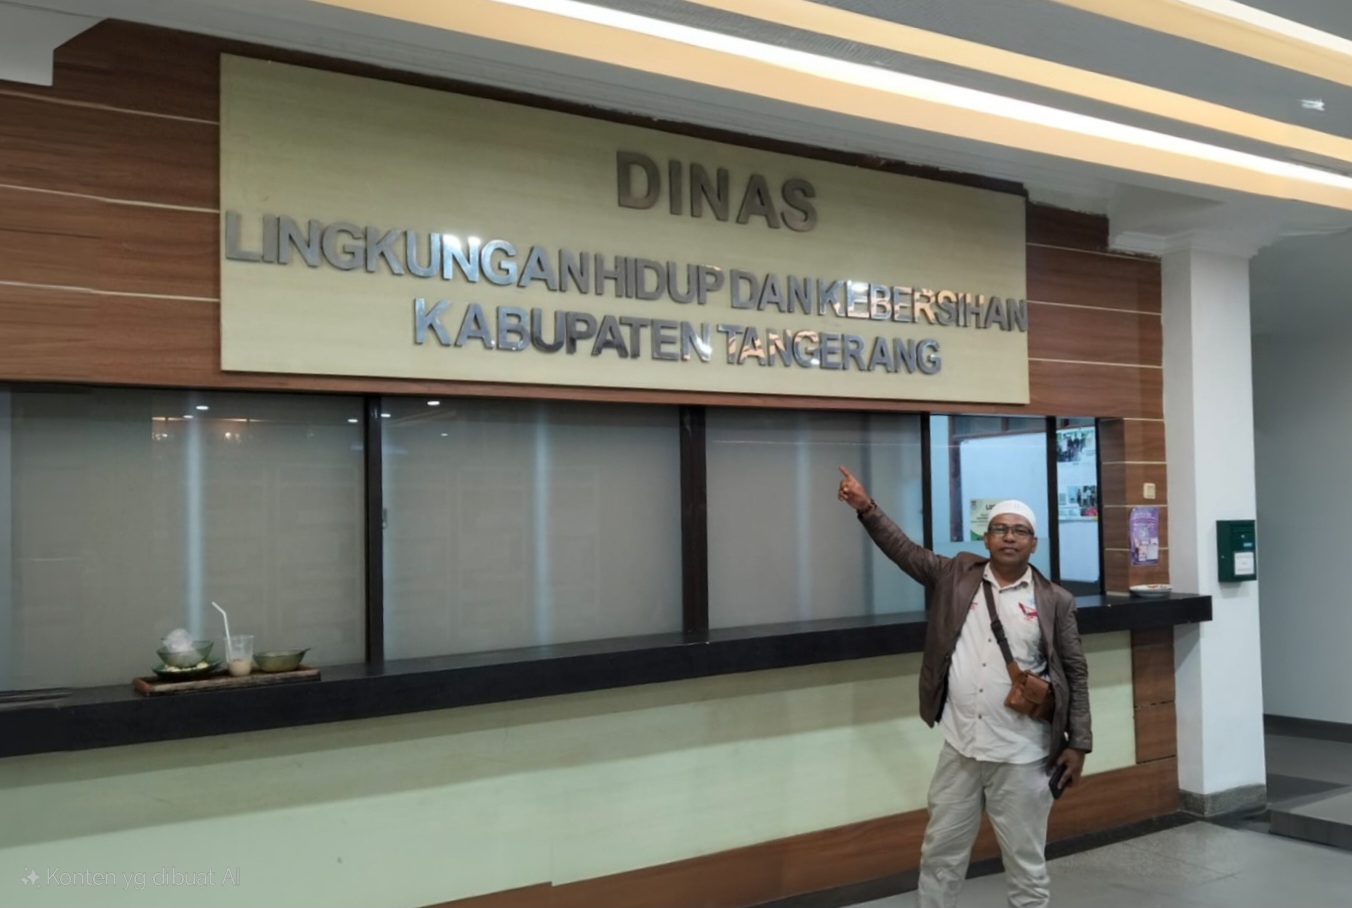 DINAS
LINGKUNGAN HIDUP DAN KEBERSIHAN
KABUPATEN TANGERANG
Konten yg dibuat AI